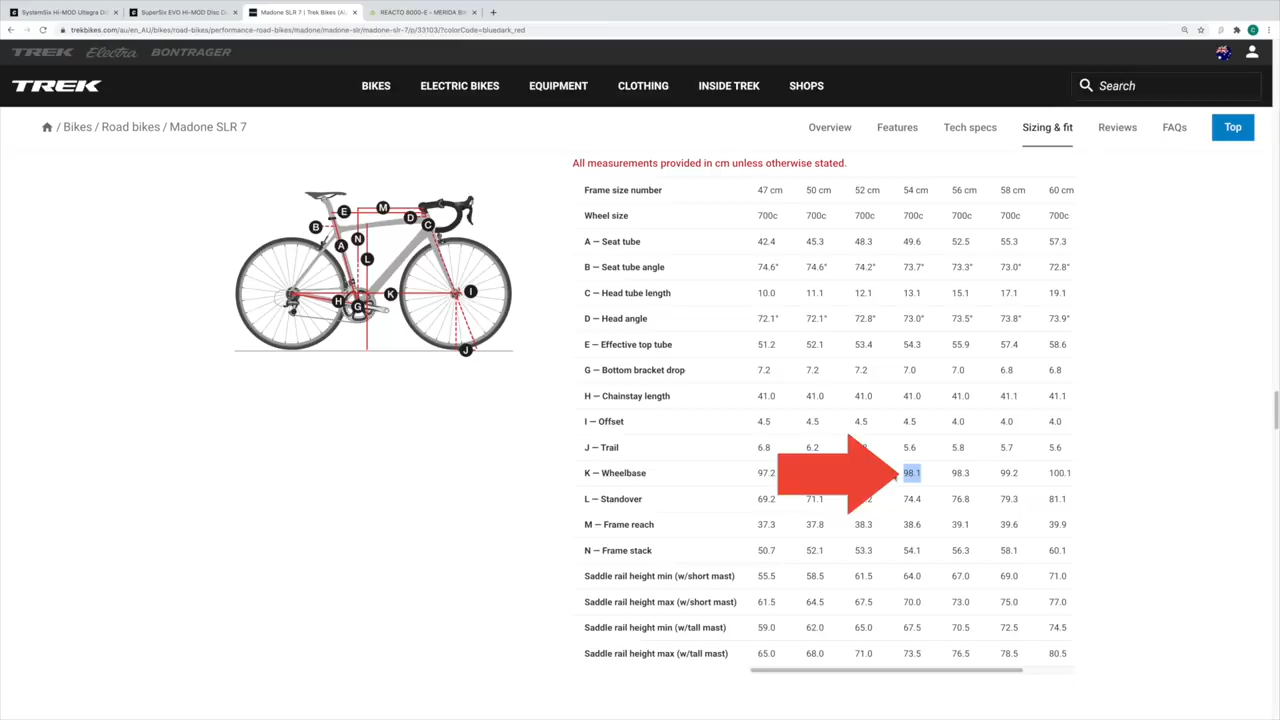 SystemSix Hi-MOD Ultegra Di
SuperSix EVO Hi-MOD Disc D
Madone SLR 7 | Trek Bikes (AU
REACTO 8000-E - MERIDA BIK
trekbikes.com/au/en_AU/bikes/road-bikes/performance-road-bikes/madone/madone-slr/madone-slr-7/p/33103/?colorCode=bluedark_red
TREK Electra BONTRAGER
TREK BIKES ELECTRIC BIKES EQUIPMENT CLOTHING INSIDE TREK SHOPS Search
/ Bikes / Road bikes / Madone SLR 7 Overview Features Tech specs Sizing & fit Reviews FAQs Top
All measurements provided in cm unless otherwise stated.
Frame size number 47 cm 50 cm 52 cm 54 cm 56 cm 58 cm 60 cm
Wheel size 700c 700c 700c 700c 700c 700c 700c
A — Seat tube 42.4 45.3 48.3 49.6 52.5 55.3 57.3
B — Seat tube angle 74.6° 74.6° 74.2° 73.7° 73.3° 73.0° 72.8°
C — Head tube length 10.0 11.1 12.1 13.1 15.1 17.1 19.1
D — Head angle 72.1° 72.1° 72.8° 73.0° 73.5° 73.8° 73.9°
E — Effective top tube 51.2 52.1 53.4 54.3 55.9 57.4 58.6
G — Bottom bracket drop 7.2 7.2 7.2 7.0 7.0 6.8 6.8
H — Chainstay length 41.0 41.0 41.0 41.0 41.0 41.1 41.1
I — Offset 4.5 4.5 4.5 4.5 4.0 4.0 4.0
J — Trail 6.8 6.2 5.6 5.8 5.7 5.6
K — Wheelbase 97.2 98.1 98.3 99.2 100.1
L — Standover 69.2 71.1 74.4 76.8 79.3 81.1
M — Frame reach 37.3 37.8 38.3 38.6 39.1 39.6 39.9
N — Frame stack 50.7 52.1 53.3 54.1 56.3 58.1 60.1
Saddle rail height min (w/short mast) 55.5 58.5 61.5 64.0 67.0 69.0 71.0
Saddle rail height max (w/short mast) 61.5 64.5 67.5 70.0 73.0 75.0 77.0
Saddle rail height min (w/tall mast) 59.0 62.0 65.0 67.5 70.5 72.5 74.5
Saddle rail height max (w/tall mast) 65.0 68.0 71.0 73.5 76.5 78.5 80.5
E M D
B C
A N
L
H G K I
J